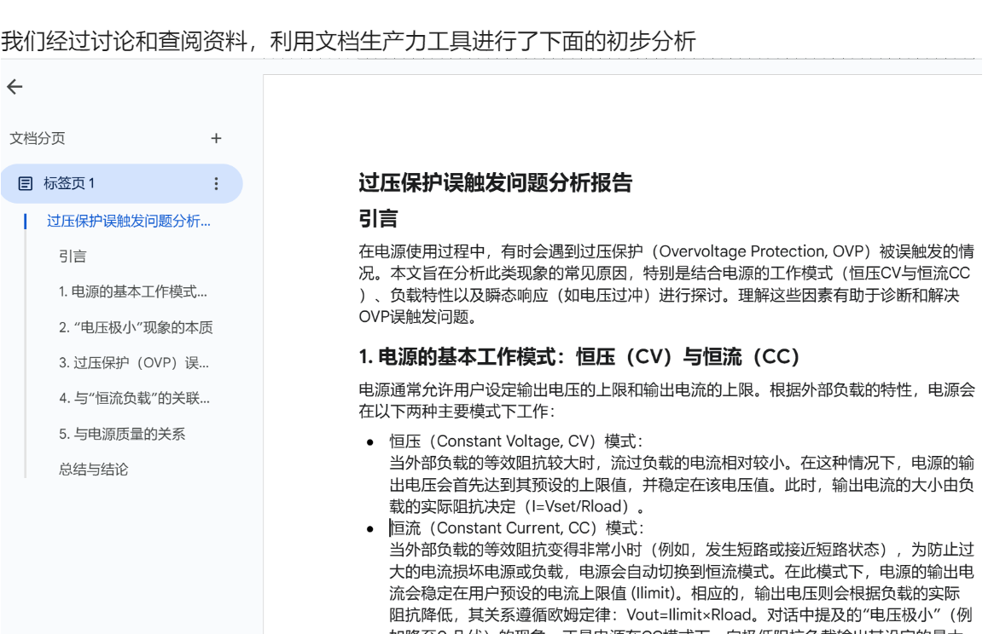 我们经过讨论和查阅资料，利用文档生产力工具进行了下面的初步分析
文档分页
标签页 1
过压保护误触发问题分析...
引言
1. 电源的基本工作模式...
2. “电压极小”现象的本质
3. 过压保护（OVP）误...
4. 与“恒流负载”的关联...
5. 与电源质量的关系
总结与结论
过压保护误触发问题分析报告
引言
在电源使用过程中，有时会遇到过压保护（Overvoltage Protection, OVP）被误触发的情
况。本文旨在分析此类现象的常见原因，特别是结合电源的工作模式（恒压CV与恒流CC
）、负载特性以及瞬态响应（如电压过冲）进行探讨。理解这些因素有助于诊断和解决
OVP误触发问题。
1. 电源的基本工作模式：恒压（CV）与恒流（CC）
电源通常允许用户设定输出电压的上限和输出电流的上限。根据外部负载的特性，电源会
在以下两种主要模式下工作：
● 恒压（Constant Voltage, CV）模式：
当外部负载的等效阻抗较大时，流过负载的电流相对较小。在这种情况下，电源的输
出电压会首先达到其预设的上限值，并稳定在该电压值。此时，输出电流的大小由负
载的实际阻抗决定（I=Vset/Rload）。
● 恒流（Constant Current, CC）模式：
当外部负载的等效阻抗变得非常小时（例如，发生短路或接近短路状态），为防止过
大的电流损坏电源或负载，电源会自动切换到恒流模式。在此模式下，电源的输出电
流会稳定在用户预设的电流上限值 (Ilimit)。相应的，输出电压则会根据负载的实际
阻抗降低，其关系遵循欧姆定律：Vout=Ilimit×Rload。对话中提及的“电压极小”（例